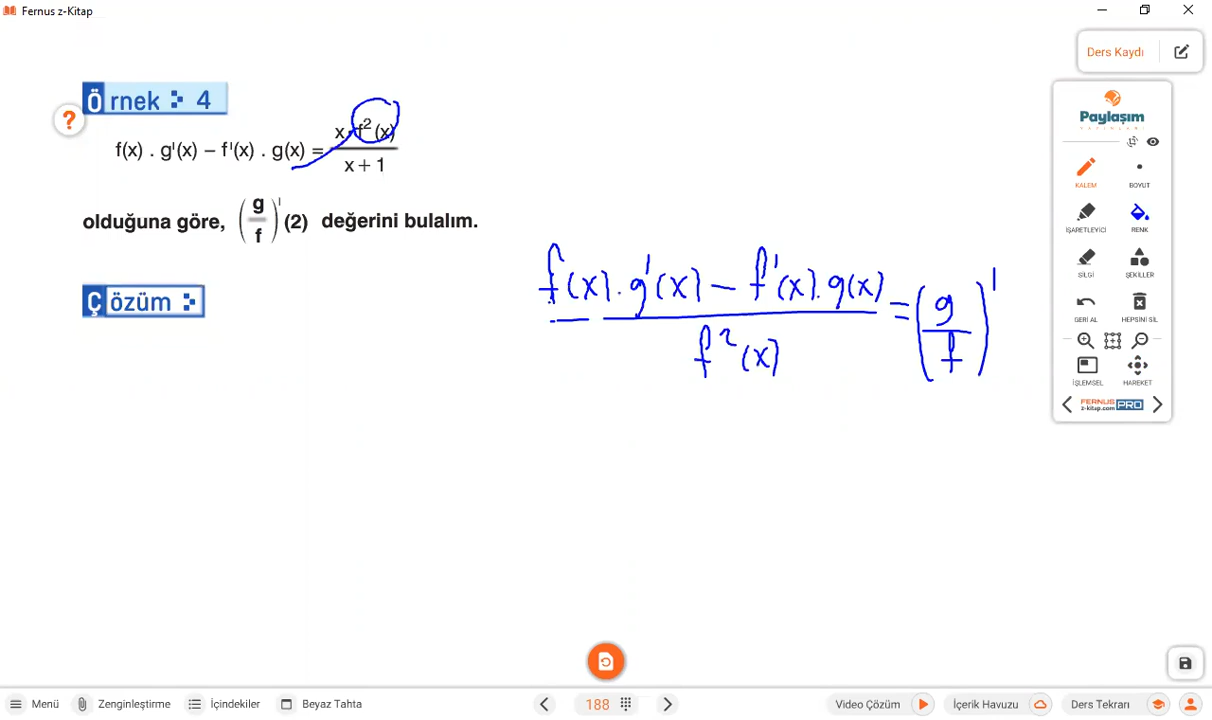 Fernus z-Kitap
Ders Kaydı
Örnek 4
f(x) . g'(x) – f'(x) . g(x) = x . f²(x) / x + 1
olduğuna göre, (g/f)' (2) değerini bulalım.
Çözüm
f(x) . g'(x) – f'(x) . g(x) / f²(x) = (g/f)'
?
Paylaşım
YAYINLARI
KALEM
BOYUT
İŞARETLEYİCİ
RENK
SİLGİ
ŞEKİLLER
GERİ AL
HEPSİNİ SİL
İŞLEMSEL
HAREKET
FERNUS
z-kitap.com PRO
Menü
Zenginleştirme
İçindekiler
Beyaz Tahta
188
Video Çözüm
İçerik Havuzu
Ders Tekrarı